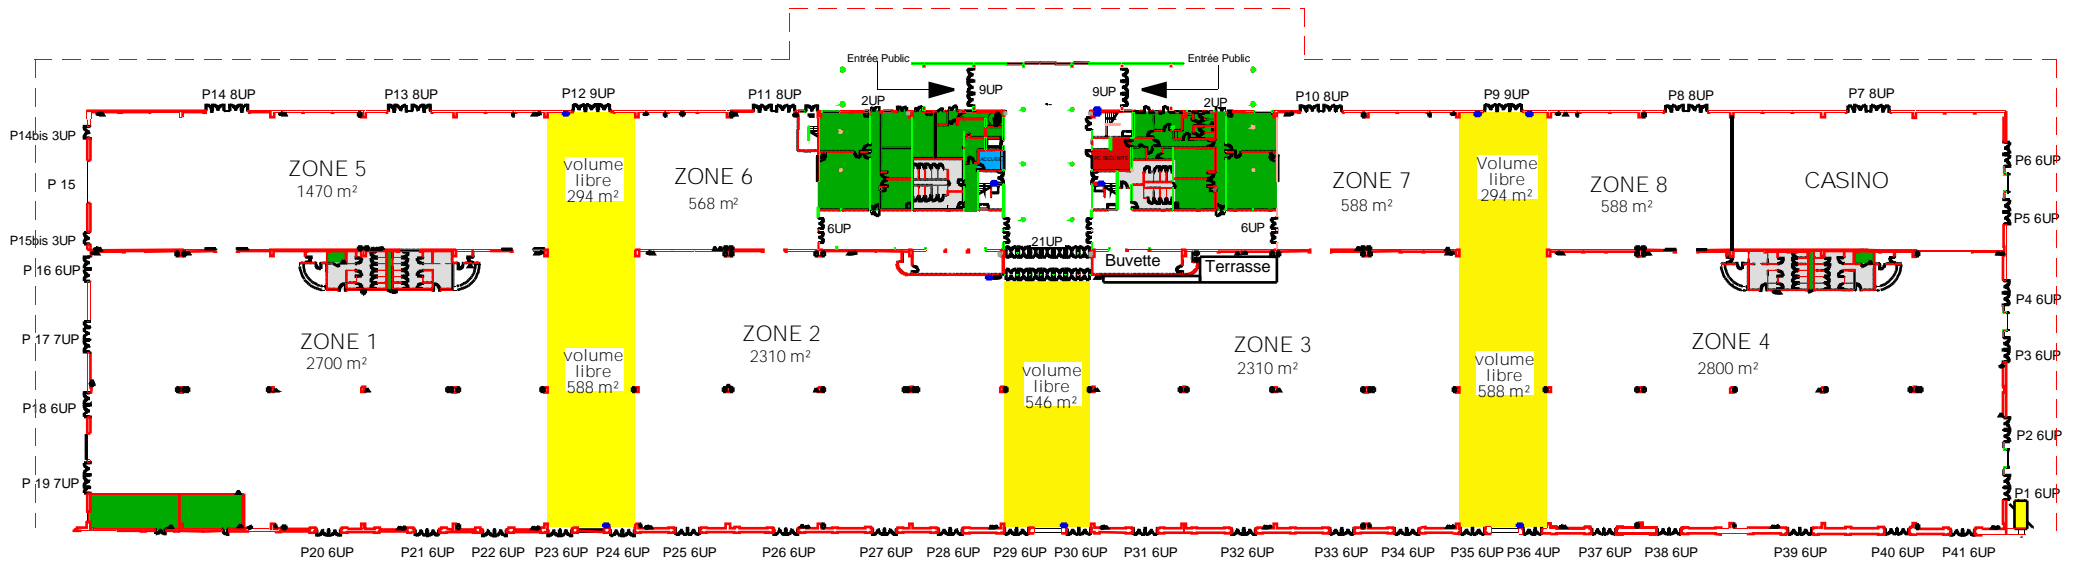 Entrée Public
Entrée Public
P14 8UP
P13 8UP
P12 9UP
P11 8UP
2UP
9UP
9UP
2UP
P10 8UP
P9 9UP
P8 8UP
P7 8UP
P14bis 3UP
P 15
P15bis 3UP
ZONE 5
1470 m²
volume
libre
294 m²
ZONE 6
568 m²
ACCUEIL
PC SECURITE
ZONE 7
588 m²
Volume
libre
294 m²
ZONE 8
588 m²
CASINO
P6 6UP
P5 6UP
6UP
21UP
6UP
Buvette
Terrasse
P 16 6UP
P 17 7UP
P18 6UP
P 19 7UP
ZONE 1
2700 m²
volume
libre
588 m²
ZONE 2
2310 m²
volume
libre
546 m²
ZONE 3
2310 m²
volume
libre
588 m²
ZONE 4
2800 m²
P4 6UP
P3 6UP
P2 6UP
P1 6UP
P20 6UP
P21 6UP
P22 6UP
P23 6UP
P24 6UP
P25 6UP
P26 6UP
P27 6UP
P28 6UP
P29 6UP
P30 6UP
P31 6UP
P32 6UP
P33 6UP
P34 6UP
P35 6UP
P36 4UP
P37 6UP
P38 6UP
P39 6UP
P40 6UP
P41 6UP